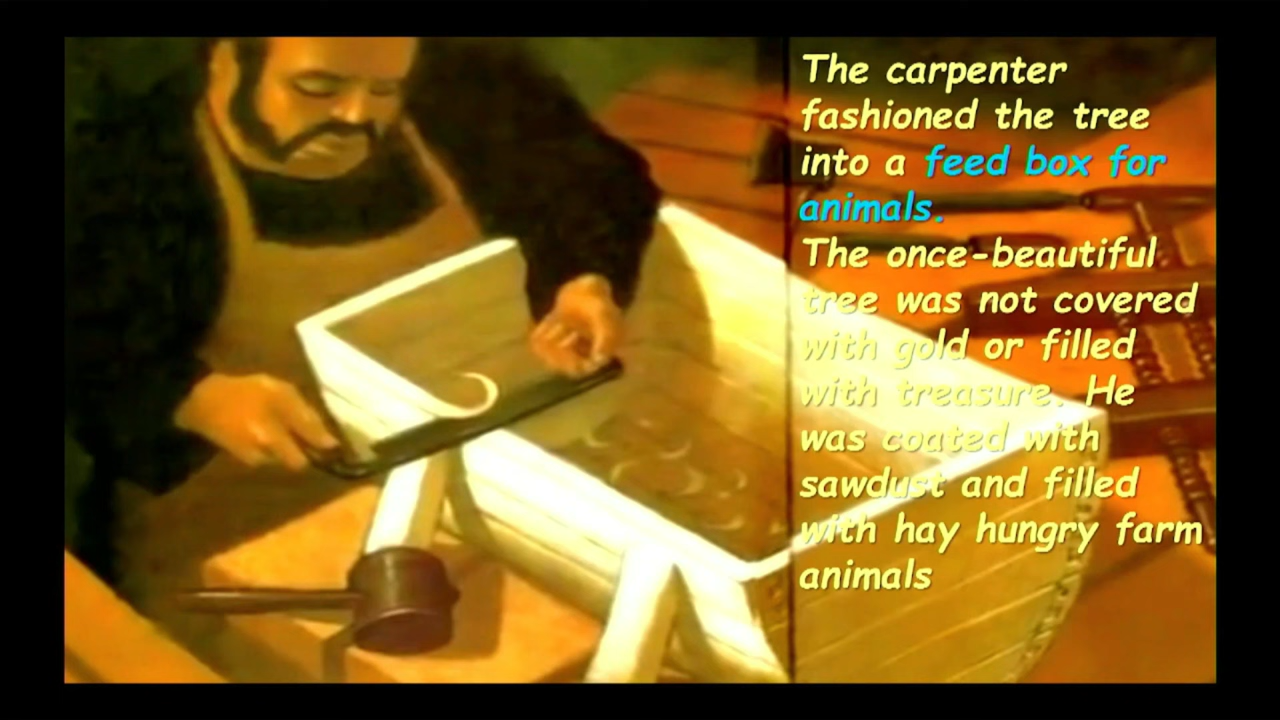 The carpenter
fashioned the tree
into a feed box for
animals.
The once-beautiful
tree was not covered
with gold or filled
with treasure. He
was coated with
sawdust and filled
with hay hungry farm
animals